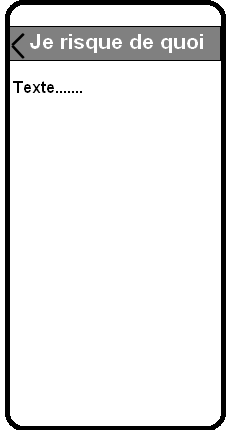 Je risque de quoi
Texte.......